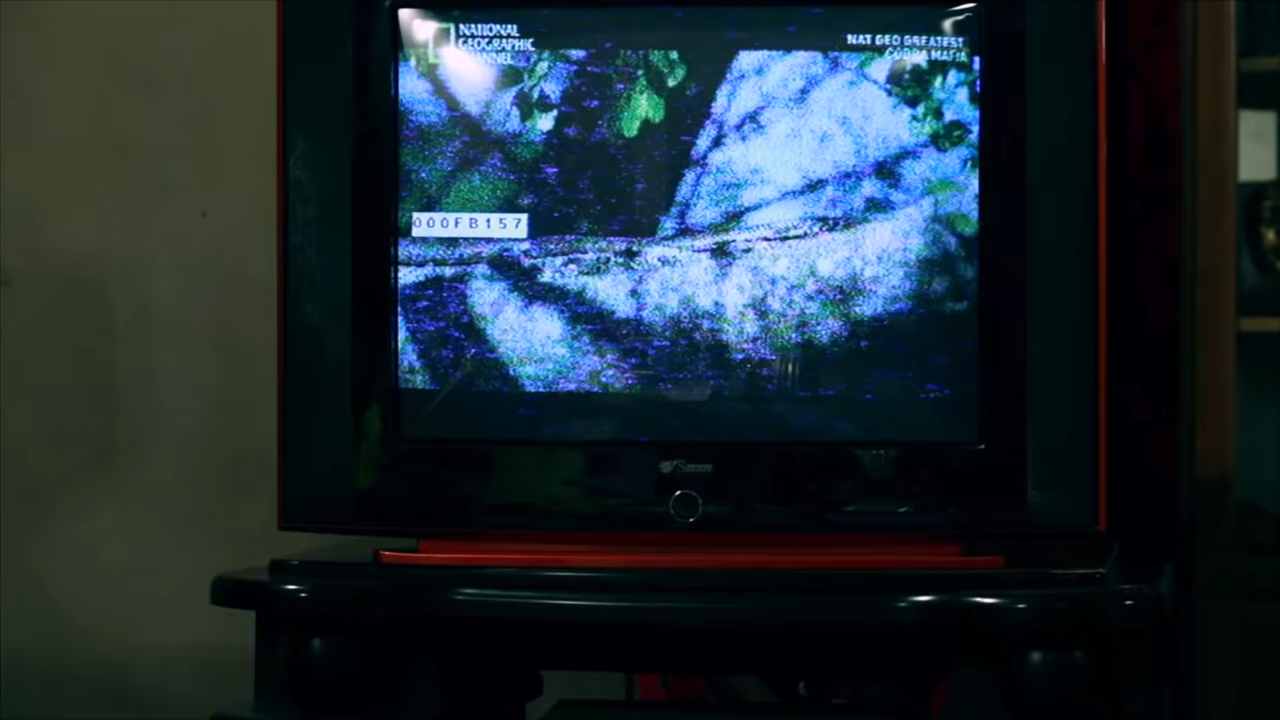 NATIONAL
GEOGRAPHIC
CHANNEL
NAT GEO GREATEST
COBRA MAFIA
000FB157